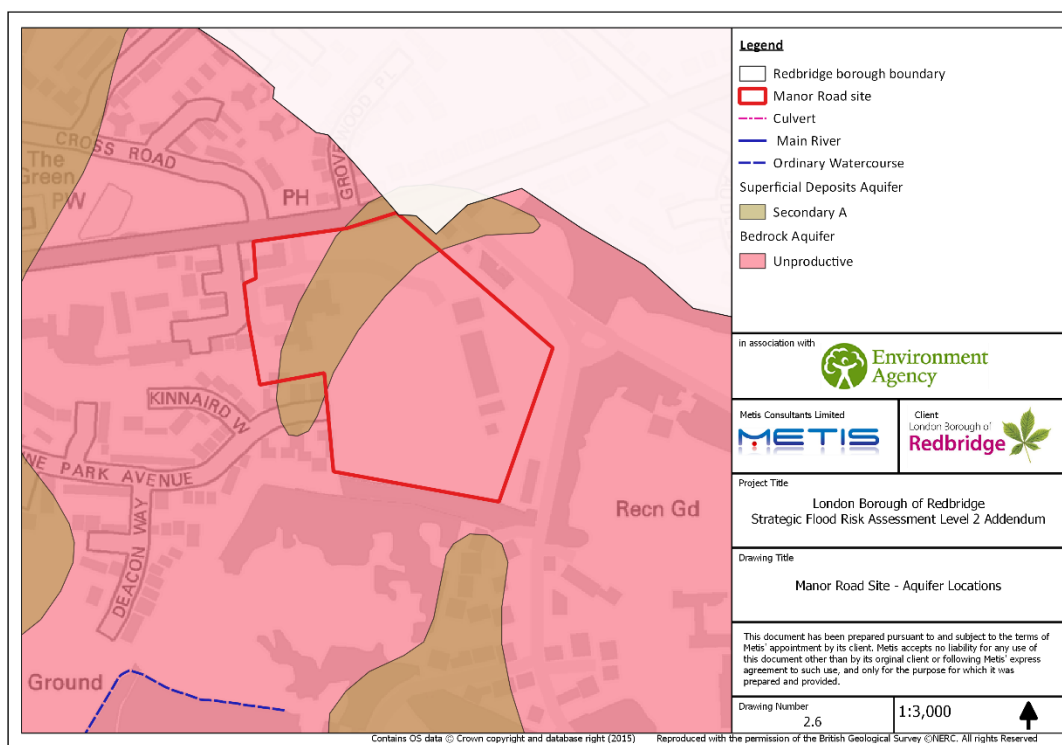 CROSS ROAD
The
Green
PW
PH
GROVEWOOD PL
KINNAIRD W
NE PARK AVENUE
DEACON WAY
Recn Gd
Ground
Legend
Redbridge borough boundary
Manor Road site
Culvert
Main River
Ordinary Watercourse
Superficial Deposits Aquifer
Secondary A
Bedrock Aquifer
Unproductive
in association with
Environment
Agency
Metis Consultants Limited
METIS
Client
London Borough of
Redbridge
Project Title
London Borough of Redbridge
Strategic Flood Risk Assessment Level 2 Addendum
Drawing Title
Manor Road Site - Aquifer Locations
This document has been prepared pursuant to and subject to the terms of
Metis' appointment by its client. Metis accepts no liability for any use of
this document other than by its orginal client or following Metis' express
agreement to such use, and only for the purpose for which it was
prepared and provided.
Drawing Number
2.6
1:3,000
Contains OS data © Crown copyright and database right (2015) Reproduced with the permission of the British Geological Survey ©NERC. All rights Reserved